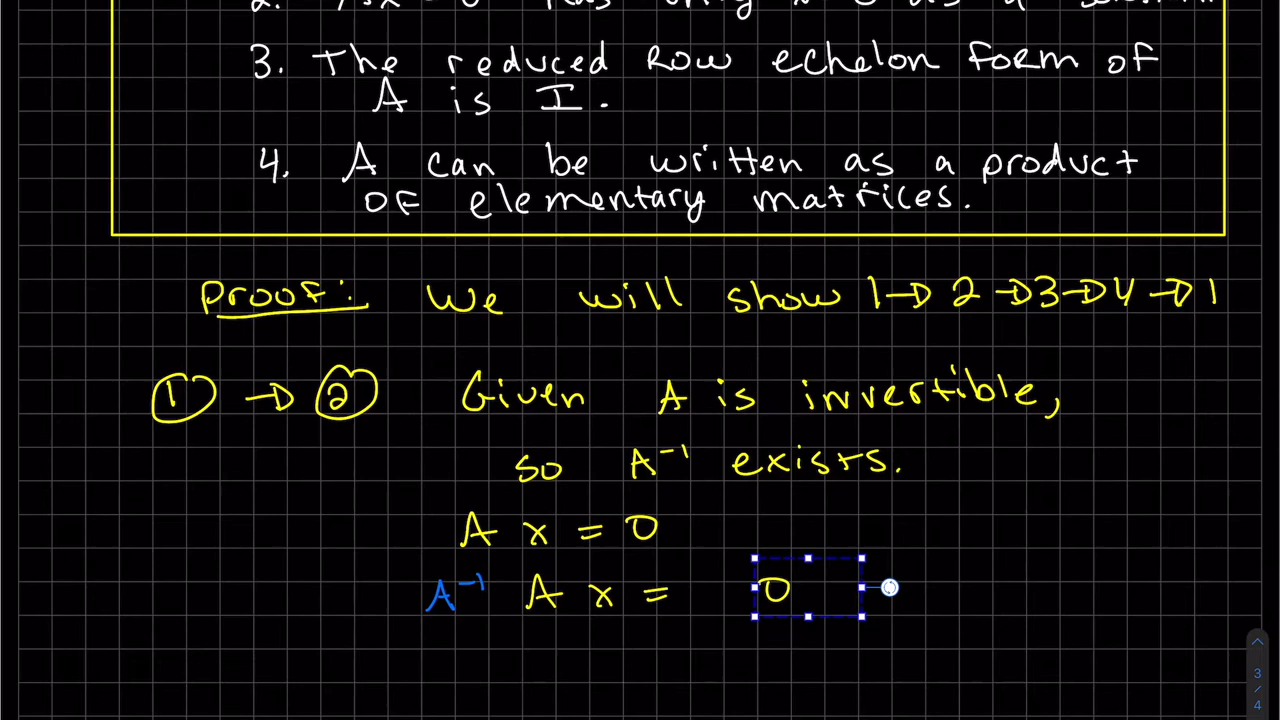 3. The reduced row echelon form of
A is I.
4. A can be written as a product
of elementary matrices.
Proof: We will show 1→2→3→4→1
① → ② Given A is invertible,
so A⁻¹ exists.
A x = 0
A⁻¹ A x = 0
3
/
4